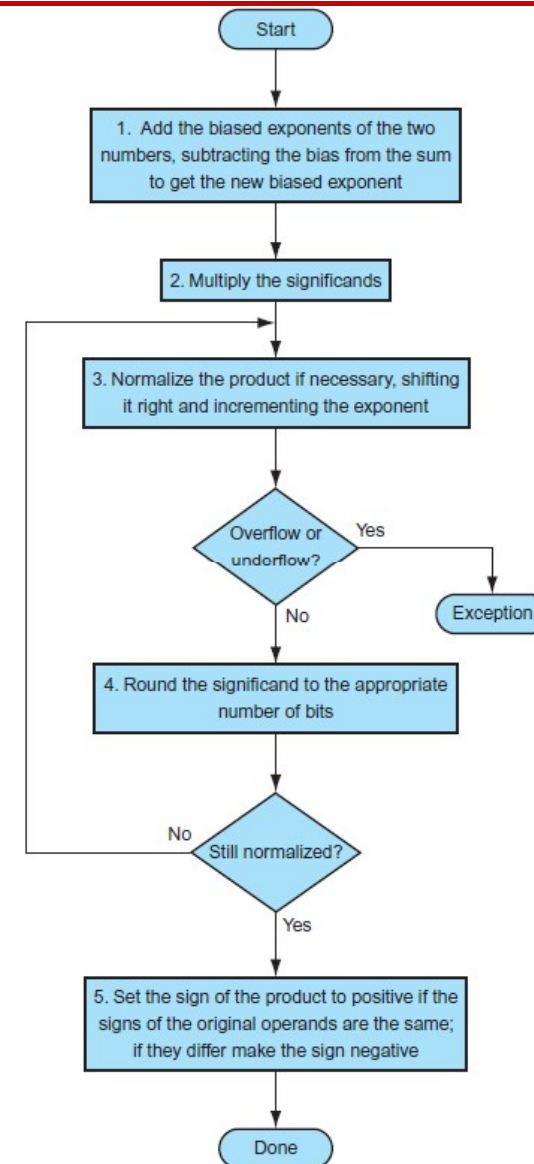 Start
1. Add the biased exponents of the two
numbers, subtracting the bias from the sum
to get the new biased exponent
2. Multiply the significands
3. Normalize the product if necessary, shifting
it right and incrementing the exponent
Overflow or
underflow?
Yes
Exception
No
4. Round the significand to the appropriate
number of bits
No
Still normalized?
Yes
5. Set the sign of the product to positive if the
signs of the original operands are the same;
if they differ make the sign negative
Done